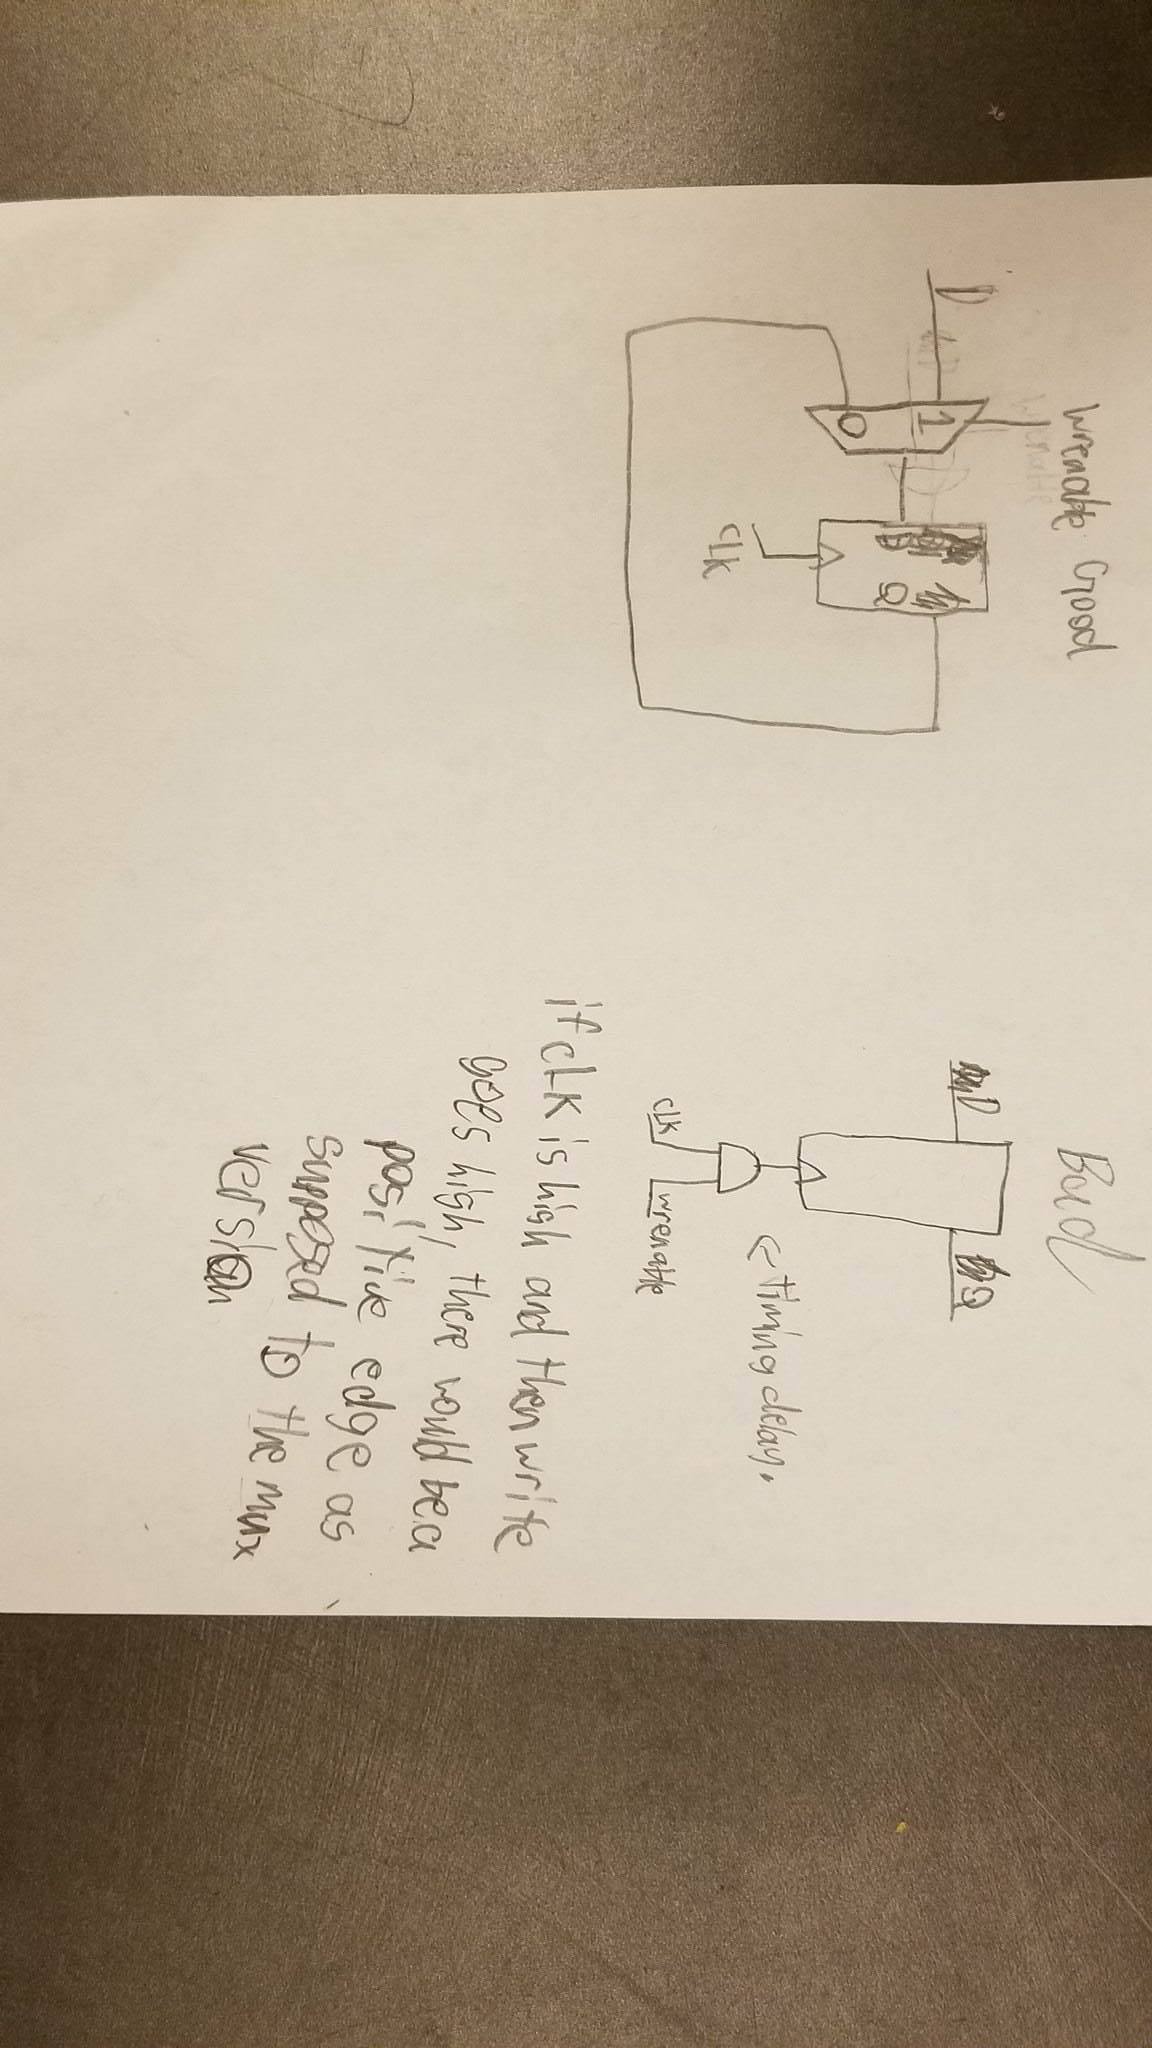 wrenable Good
D
1
0
D
Q
CLK
Bad
D
Q
CLK
wrenable
← timing delay.
if CLK is high and then write
goes high, there would be a
positive edge as
supposed to the mux
version